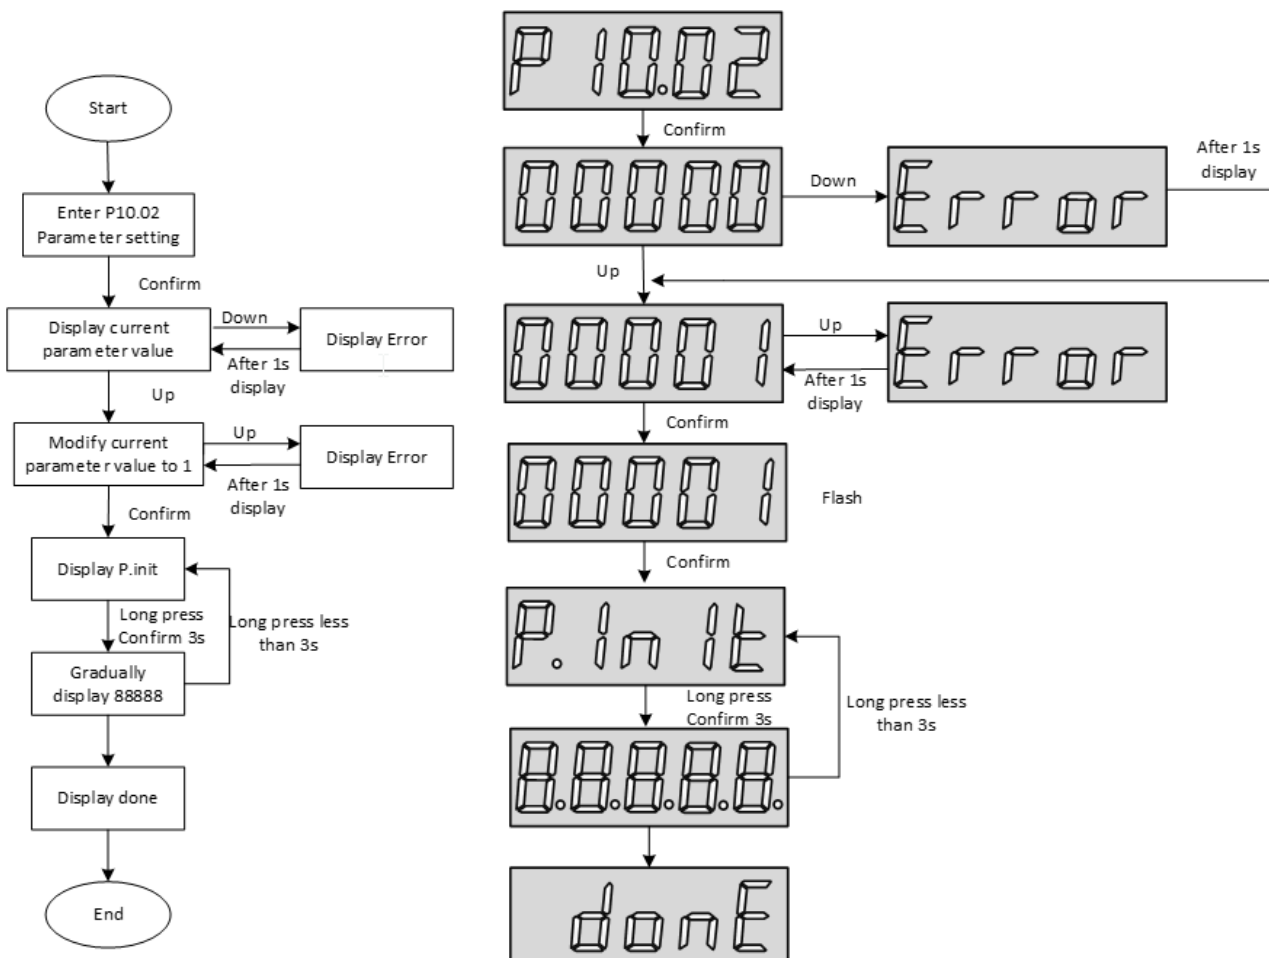 Start
Enter P10.02
Parameter setting
Confirm
Display current
parameter value
Down
After 1s
display
Display Error
Up
Modify current
parameter value to 1
Up
After 1s
display
Display Error
Confirm
Display P.init
Long press
Confirm 3s
Long press less
than 3s
Gradually
display 88888
Display done
End
P10.02
Confirm
00000
Down
Error
After 1s
display
Up
00001
Up
After 1s
display
Error
Confirm
00001
Flash
Confirm
P.InIt
Long press
Confirm 3s
Long press less
than 3s
8.8.8.8.8.
donE